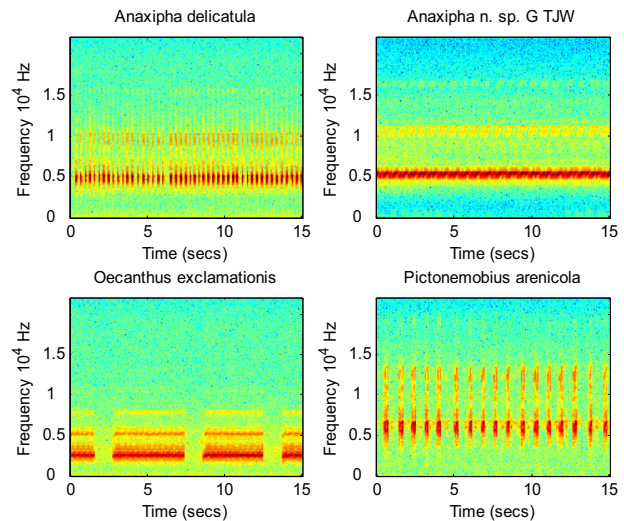 Anaxipha delicatula
Anaxipha n. sp. G TJW
Frequency 10⁴ Hz
1.5
1
0.5
0
0
5
10
15
Time (secs)
Frequency 10⁴ Hz
1.5
1
0.5
0
0
5
10
15
Time (secs)
Oecanthus exclamationis
Pictonemobius arenicola
Frequency 10⁴ Hz
1.5
1
0.5
0
0
5
10
15
Time (secs)
Frequency 10⁴ Hz
1.5
1
0.5
0
0
5
10
15
Time (secs)